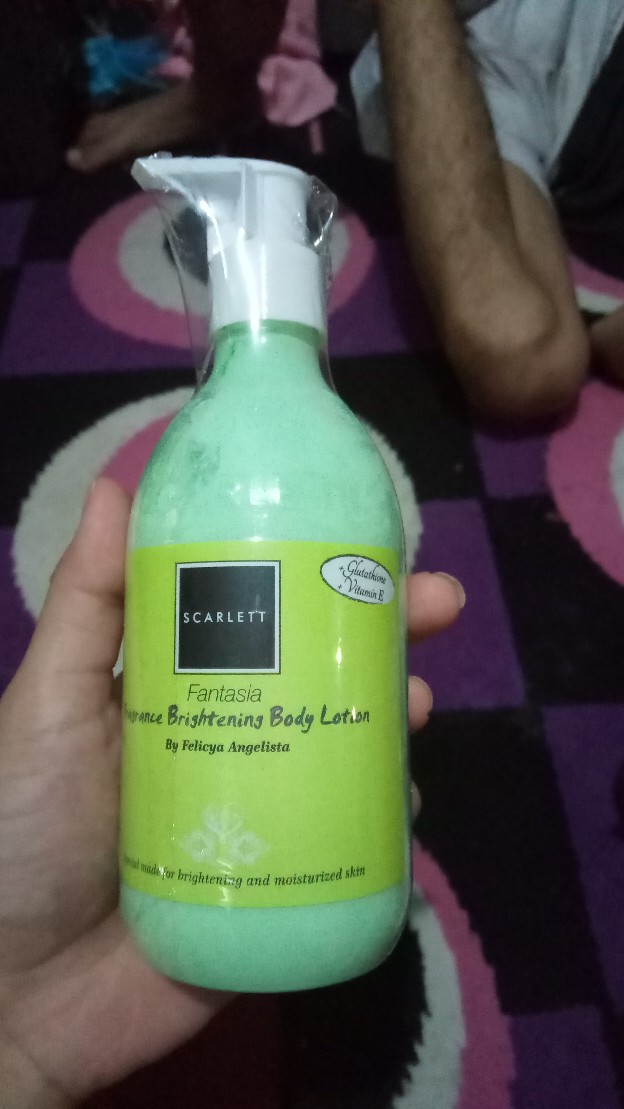 SCARLETT
+Glutathione
+Vitamin E
Fantasia
Brightening Body Lotion
By Felicya Angelista
made for brightening and moisturized skin